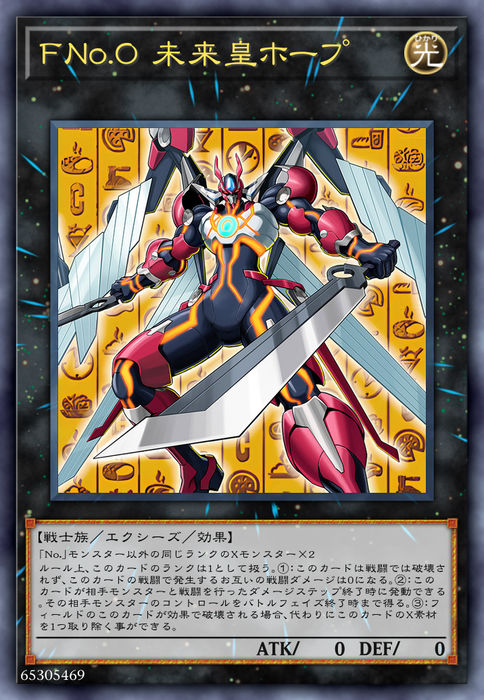 FNo.0 未来皇ホープ
ひかり
光
【戦士族／エクシーズ／効果】
「No.」モンスター以外の同じランクのXモンスター×2
ルール上、このカードのランクは1として扱う。①：このカードは戦闘では破壊さ
れず、このカードの戦闘で発生するお互いの戦闘ダメージは0になる。②：この
カードが相手モンスターと戦闘を行ったダメージステップ終了時に発動でき
る。その相手モンスターのコントロールをバトルフェイズ終了時まで得る。③：フ
ィールドのこのカードが効果で破壊される場合、代わりにこのカードのX素材
を1つ取り除く事ができる。
ATK/ 0 DEF/ 0
65305469